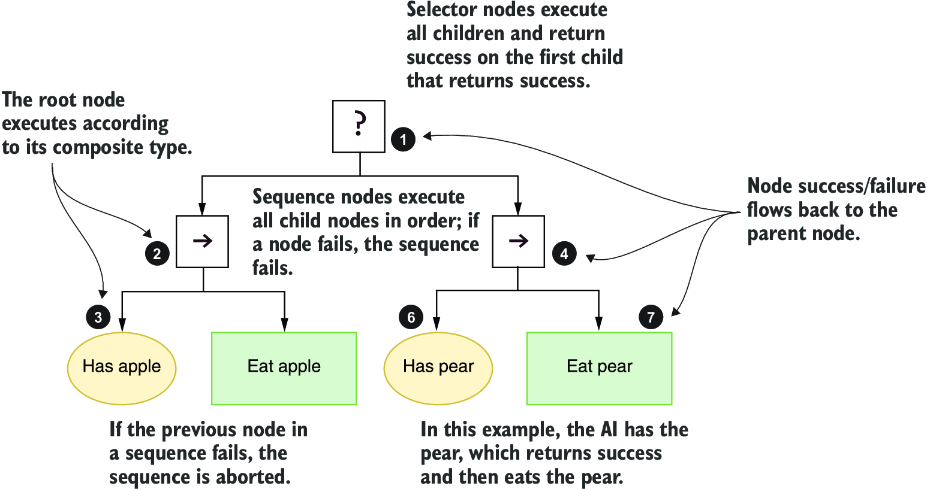 Selector nodes execute
all children and return
success on the first child
that returns success.
The root node
executes according
to its composite type.
?
1
Sequence nodes execute
all child nodes in order; if
a node fails, the sequence
fails.
Node success/failure
flows back to the
parent node.
2
→
→
4
3
6
7
Has apple
Eat apple
Has pear
Eat pear
If the previous node in
a sequence fails, the
sequence is aborted.
In this example, the AI has the
pear, which returns success
and then eats the pear.